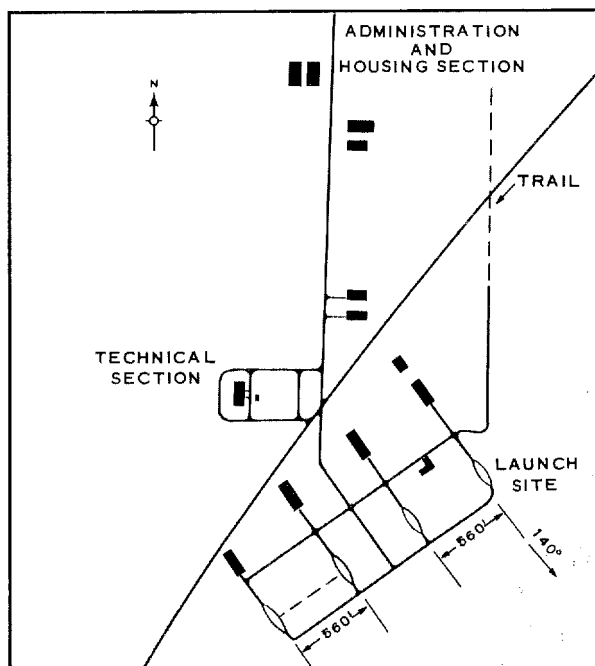 ADMINISTRATION
AND
HOUSING SECTION
N
TRAIL
TECHNICAL
SECTION
LAUNCH
SITE
560'
140°
560'